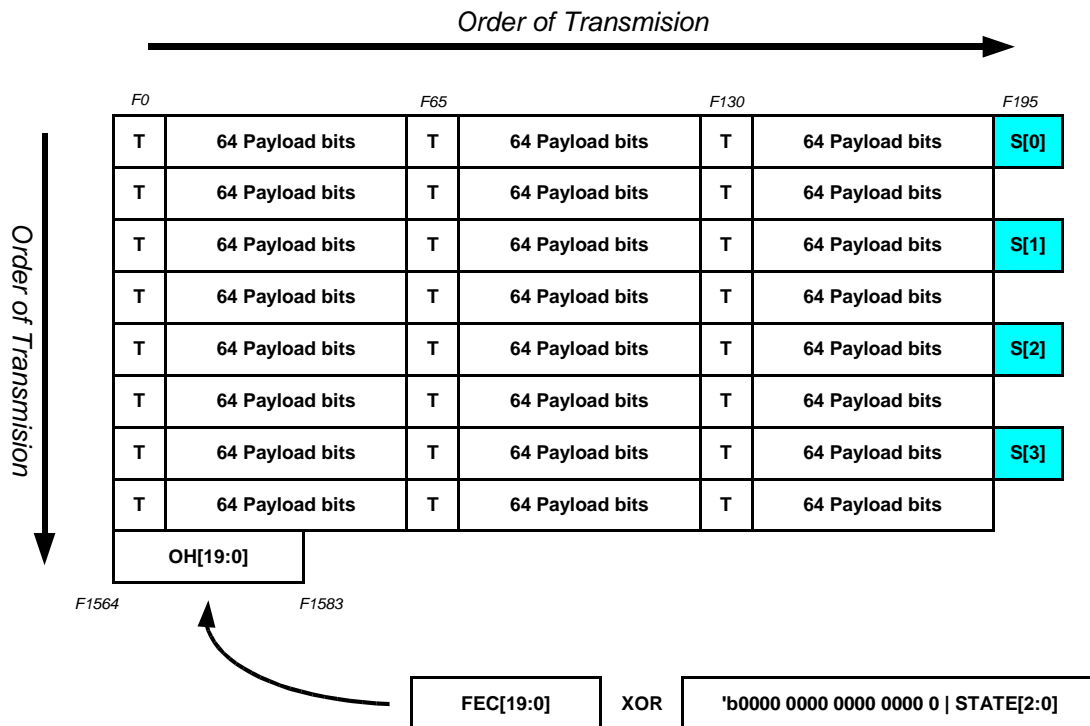 Order of Transmision
F0 F65 F130 F195
T 64 Payload bits T 64 Payload bits T 64 Payload bits S[0]
T 64 Payload bits T 64 Payload bits T 64 Payload bits
T 64 Payload bits T 64 Payload bits T 64 Payload bits S[1]
T 64 Payload bits T 64 Payload bits T 64 Payload bits
T 64 Payload bits T 64 Payload bits T 64 Payload bits S[2]
T 64 Payload bits T 64 Payload bits T 64 Payload bits
T 64 Payload bits T 64 Payload bits T 64 Payload bits S[3]
T 64 Payload bits T 64 Payload bits T 64 Payload bits
Order of Transmision
OH[19:0]
F1564 F1583
FEC[19:0] XOR 'b0000 0000 0000 0000 0 | STATE[2:0]